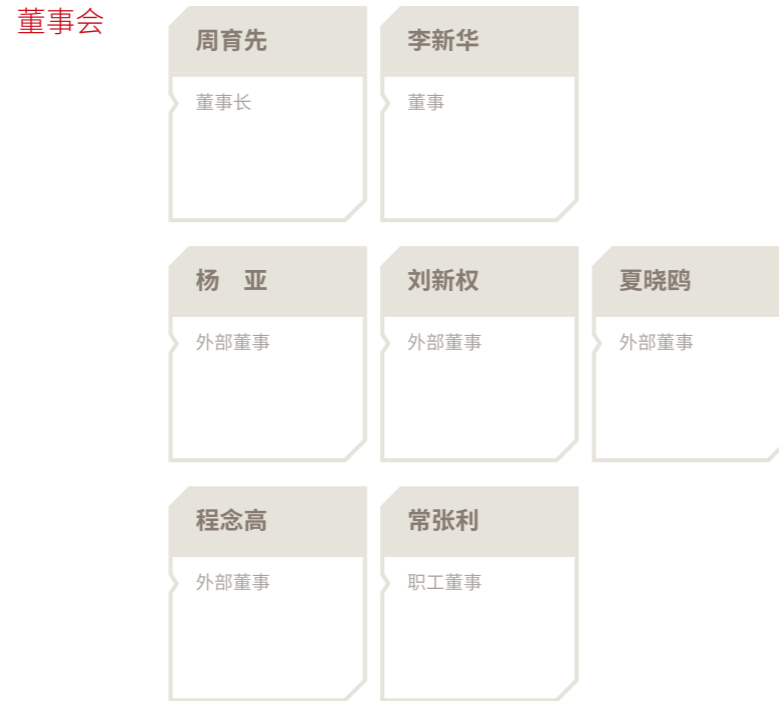 董事会
周育先
董事长
李新华
董事
杨　亚
外部董事
刘新权
外部董事
夏晓鸥
外部董事
程念高
外部董事
常张利
职工董事